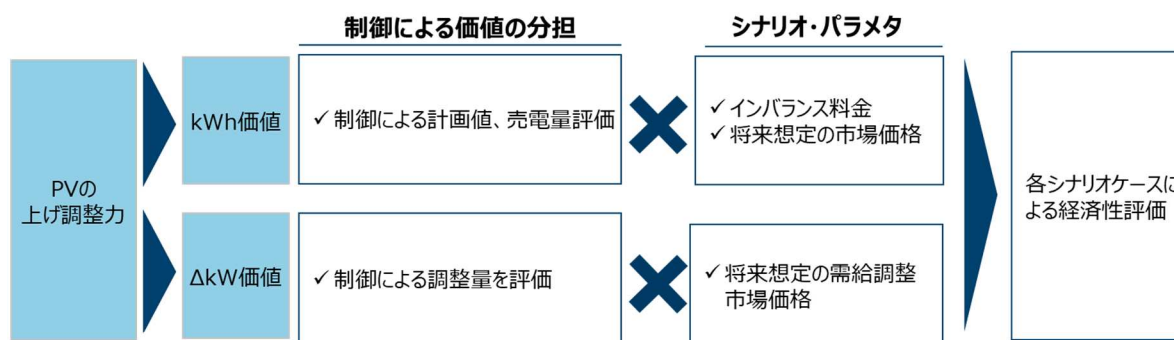 制御による価値の分担
シナリオ・パラメタ
PVの
上げ調整力
kWh価値
✓ 制御による計画値、売電量評価
✓ インバランス料金
✓ 将来想定の市場価格
ΔkW価値
✓ 制御による調整量を評価
✓ 将来想定の需給調整
市場価格
各シナリオケースに
よる経済性評価